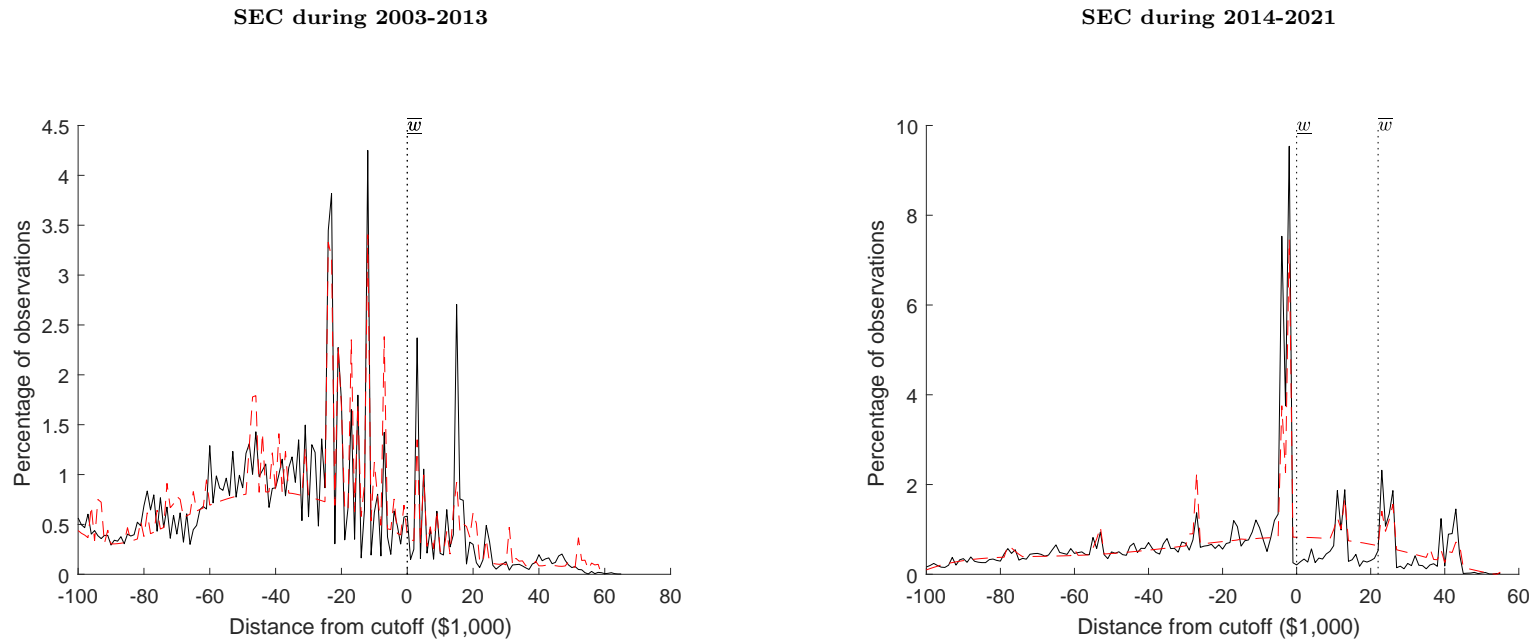 SEC during 2003-2013
w
4.5
4
3.5
3
2.5
2
1.5
1
0.5
0
Percentage of observations
-100 -80 -60 -40 -20 0 20 40 60 80
Distance from cutoff ($1,000)
SEC during 2014-2021
w w
10
8
6
4
2
0
Percentage of observations
-100 -80 -60 -40 -20 0 20 40 60
Distance from cutoff ($1,000)